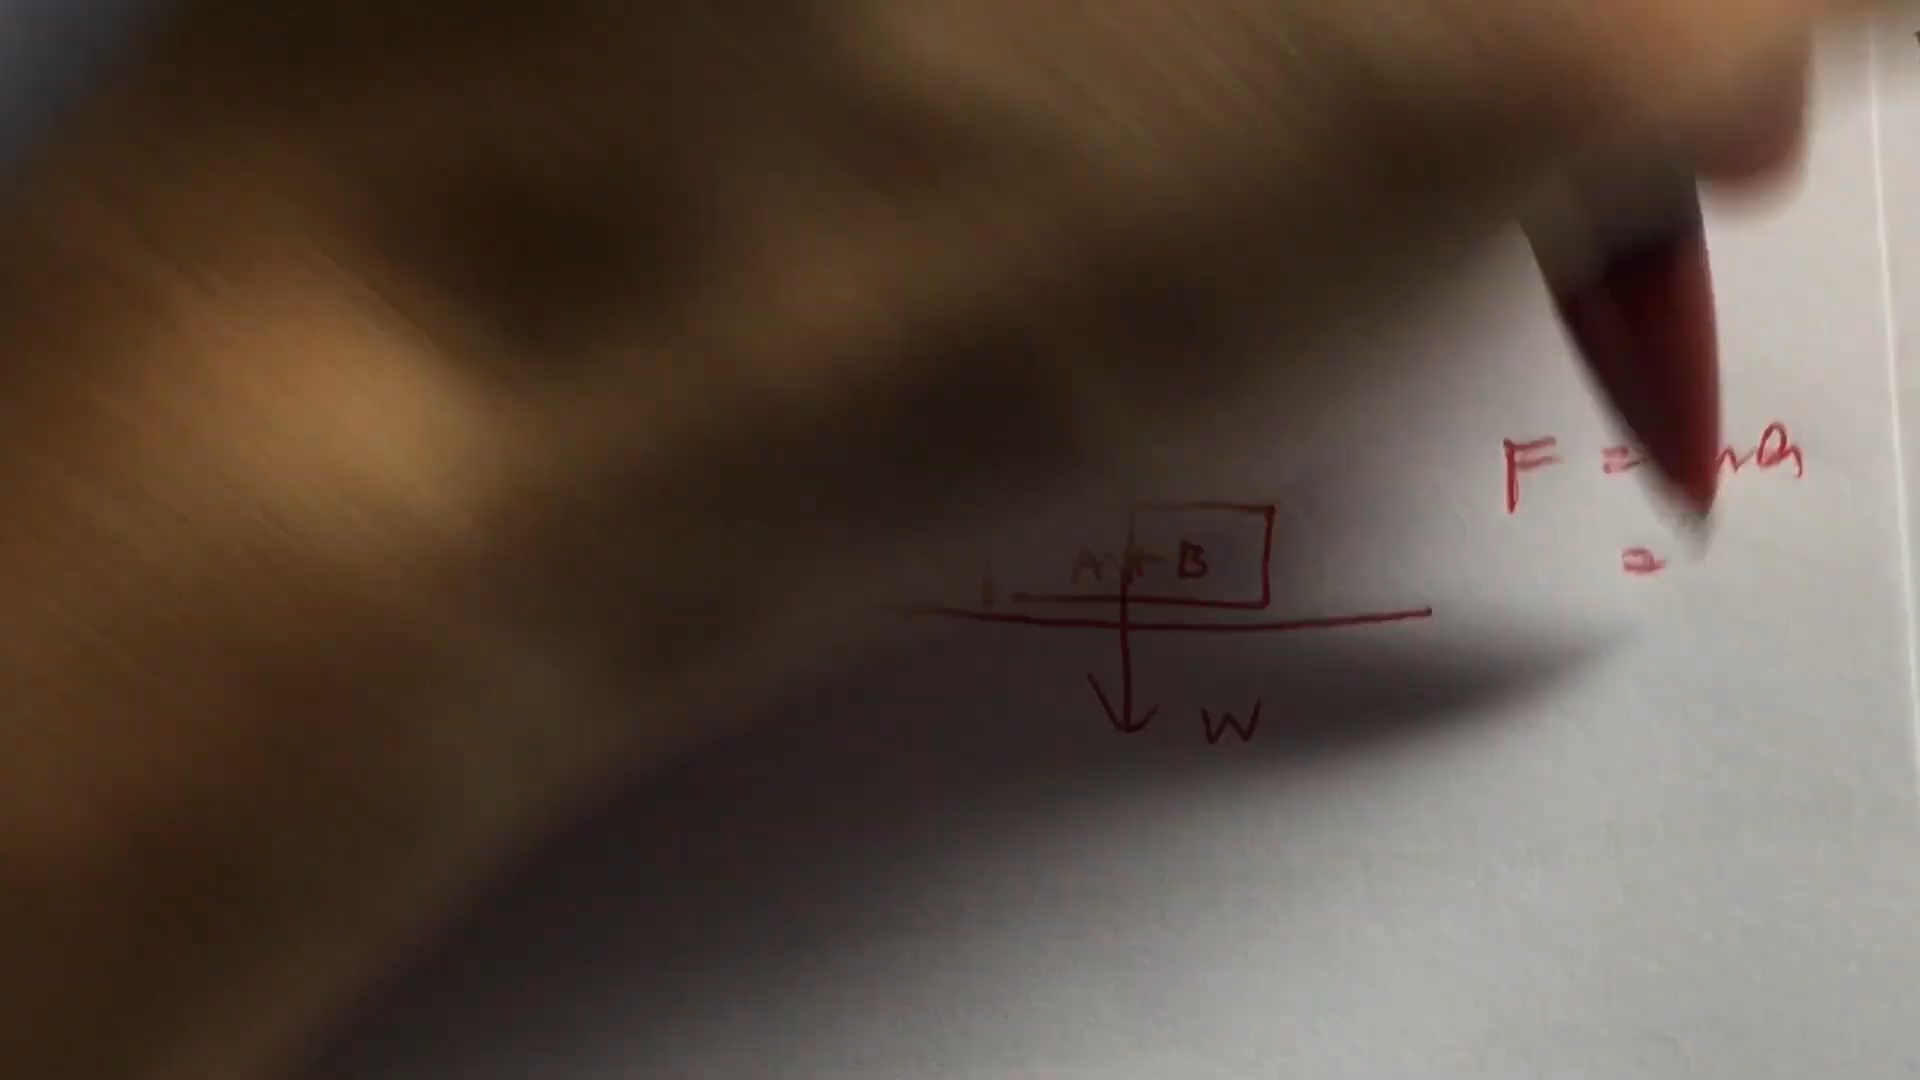 F = ma
=
A + B
W